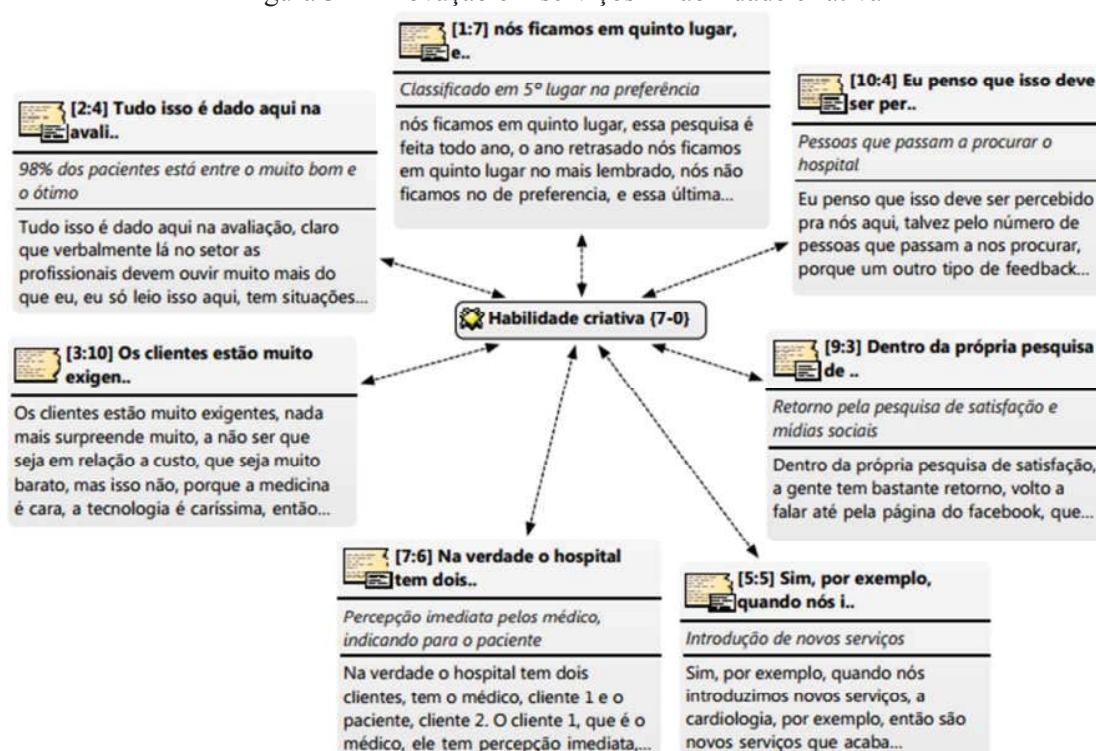 [1:7] nós ficamos em quinto lugar,
e..
Classificado em 5º lugar na preferência
nós ficamos em quinto lugar, essa pesquisa é
feita todo ano, o ano retrasado nós ficamos
em quinto lugar no mais lembrado, nós não
ficamos no de preferencia, e essa última...
[2:4] Tudo isso é dado aqui na
avali..
98% dos pacientes está entre o muito bom e
o ótimo
Tudo isso é dado aqui na avaliação, claro
que verbalmente lá no setor as
profissionais devem ouvir muito mais do
que eu, eu só leio isso aqui, tem situações...
[10:4] Eu penso que isso deve
ser per..
Pessoas que passam a procurar o
hospital
Eu penso que isso deve ser percebido
pra nós aqui, talvez pelo número de
pessoas que passam a nos procurar,
porque um outro tipo de feedback...
Habilidade criativa {7-0}
[3:10] Os clientes estão muito
exigen..
Os clientes estão muito exigentes, nada
mais surpreende muito, a não ser que
seja em relação a custo, que seja muito
barato, mas isso não, porque a medicina
é cara, a tecnologia é caríssima, então...
[9:3] Dentro da própria pesquisa
de ..
Retorno pela pesquisa de satisfação e
mídias sociais
Dentro da própria pesquisa de satisfação,
a gente tem bastante retorno, volto a
falar até pela página do facebook, que...
[7:6] Na verdade o hospital
tem dois..
Percepção imediata pelos médico,
indicando para o paciente
Na verdade o hospital tem dois
clientes, tem o médico, cliente 1 e o
paciente, cliente 2. O cliente 1, que é o
médico, ele tem percepção imediata,...
[5:5] Sim, por exemplo,
quando nós i..
Introdução de novos serviços
Sim, por exemplo, quando nós
introduzimos novos serviços, a
cardiologia, por exemplo, então são
novos serviços que acaba...